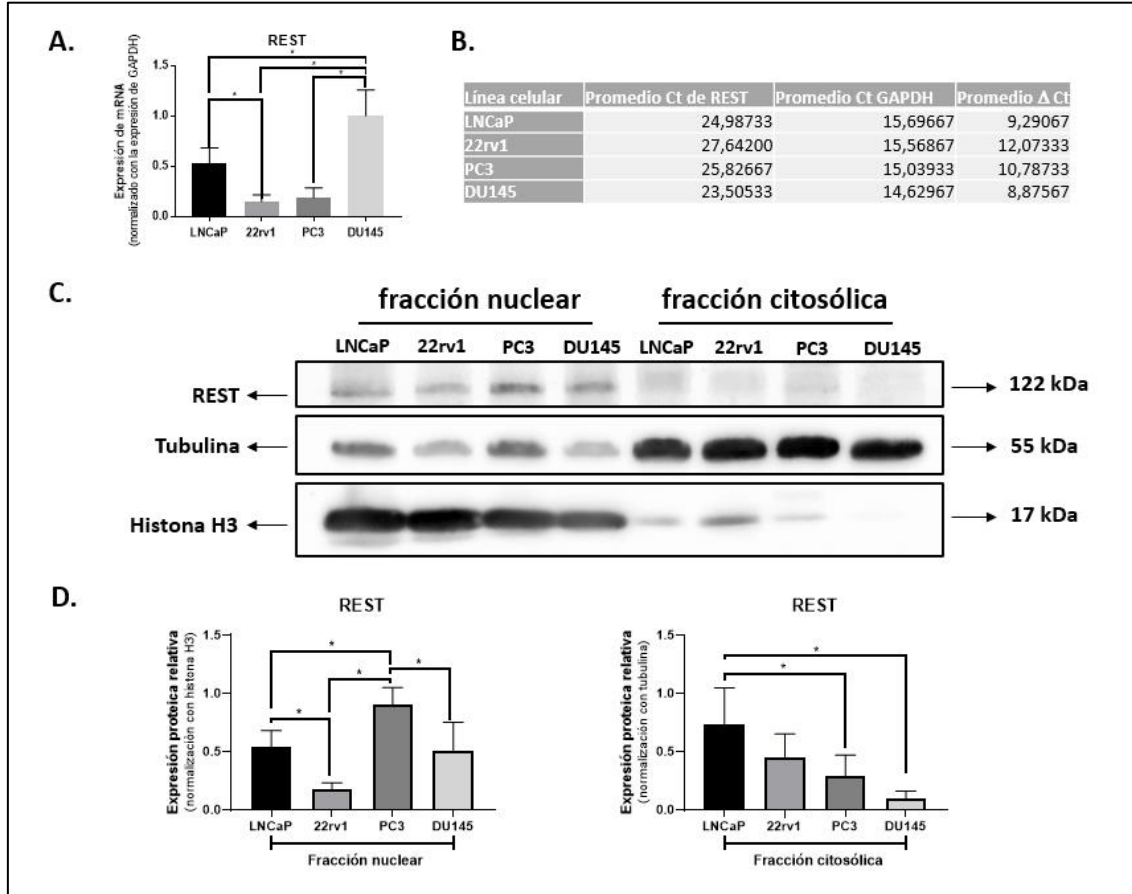 A.
REST
Expresión de mRNA
(normalizado con la expresión de GAPDH)
1.5
1.0
0.5
0.0
* * * *
LNCaP 22rv1 PC3 DU145
B.
Línea celular Promedio Ct de REST Promedio Ct GAPDH Promedio Δ Ct
LNCaP 24,98733 15,69667 9,29067
22rv1 27,64200 15,56867 12,07333
PC3 25,82667 15,03933 10,78733
DU145 23,50533 14,62967 8,87567
C.
fracción nuclear fracción citosólica
LNCaP 22rv1 PC3 DU145 LNCaP 22rv1 PC3 DU145
REST 122 kDa
Tubulina 55 kDa
Histona H3 17 kDa
D.
REST
Expresión proteica relativa
(normalización con histona H3)
1.5
1.0
0.5
0.0
* * * *
LNCaP 22rv1 PC3 DU145
Fracción nuclear
REST
Expresión proteica relativa
(normalización con tubulina)
1.5
1.0
0.5
0.0
* *
LNCaP 22rv1 PC3 DU145
Fracción citosólica